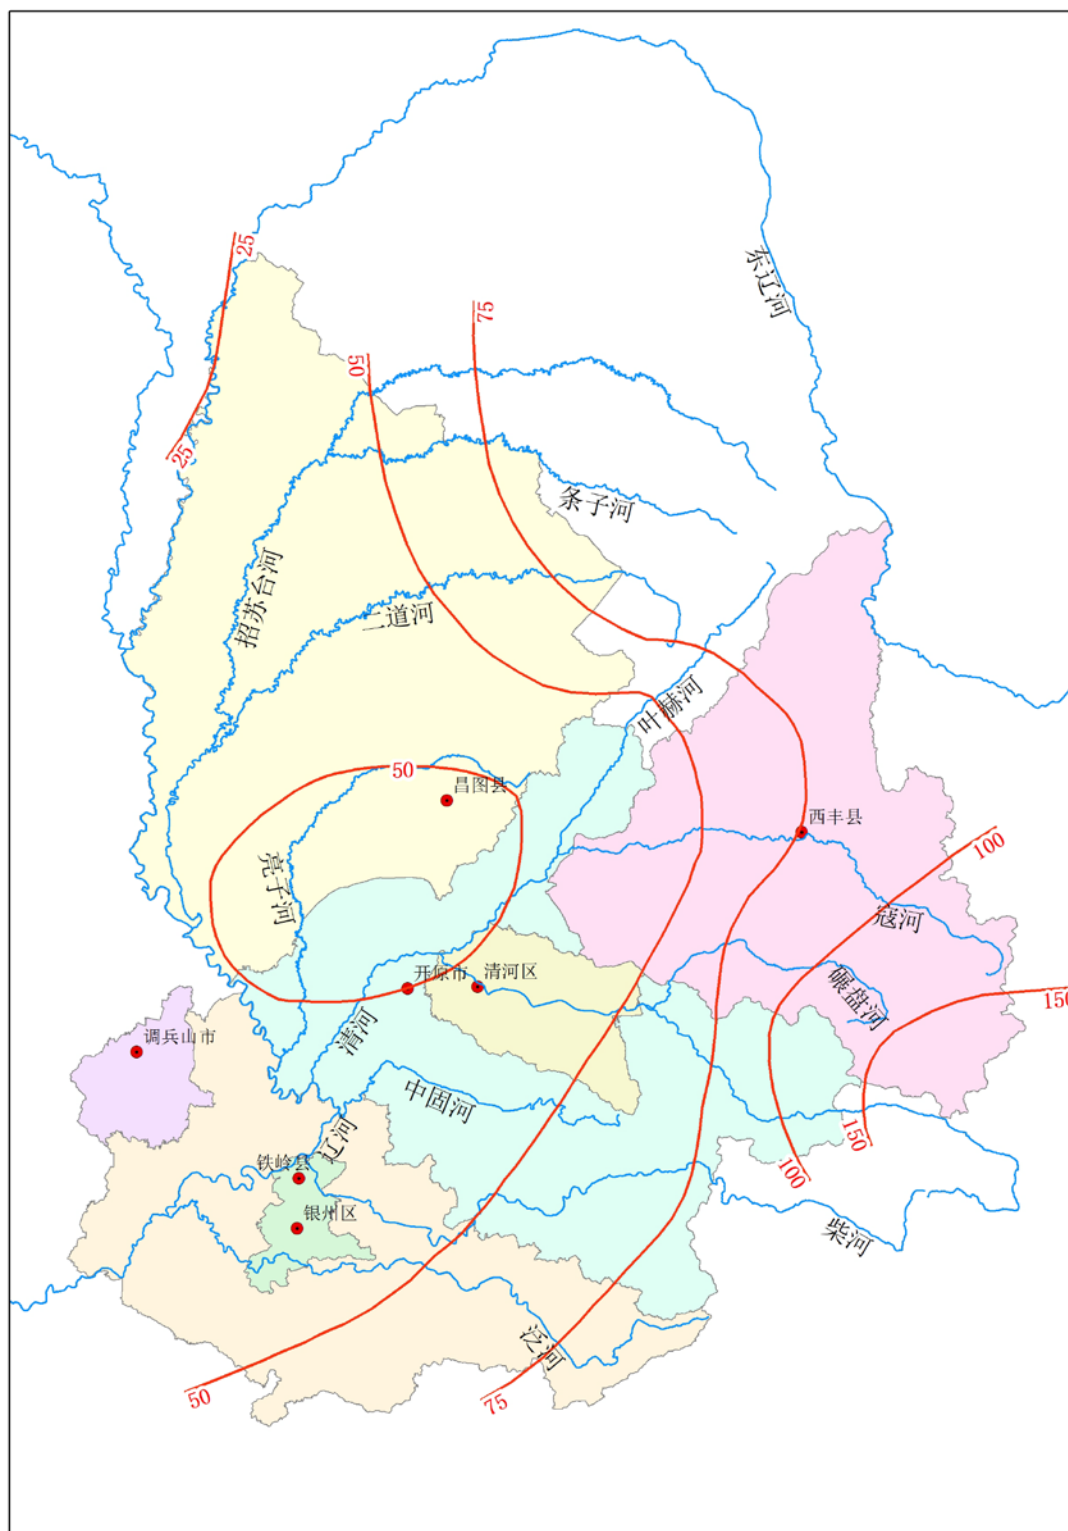 25
东辽河
75
50
25
条子河
招苏台河
二道河
叶赫河
50
昌图县
西丰县
100
亮子河
寇河
开原市
清河区
碾盘河
150
清河
调兵山市
中固河
辽河
150
铁岭县
100
银州区
柴河
泛河
50
75